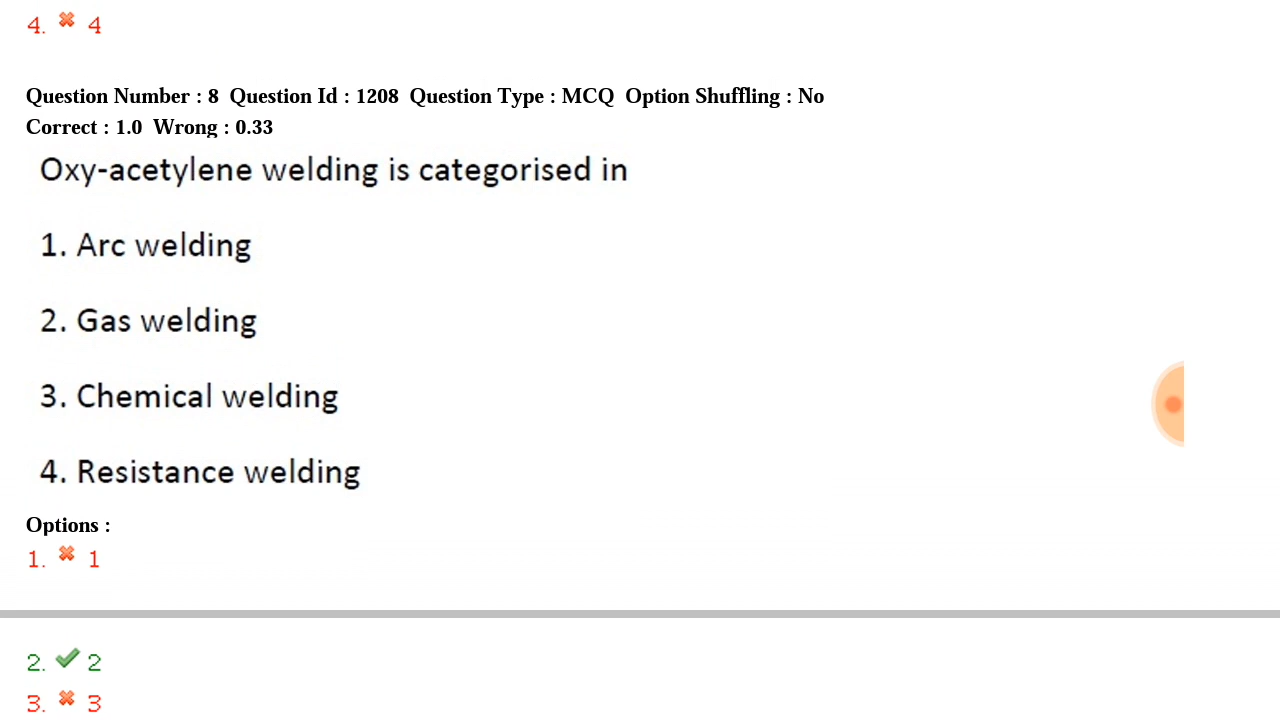 4. 4
Question Number : 8 Question Id : 1208 Question Type : MCQ Option Shuffling : No
Correct : 1.0 Wrong : 0.33
Oxy-acetylene welding is categorised in
1. Arc welding
2. Gas welding
3. Chemical welding
4. Resistance welding
Options :
1. 1
2. 2
3. 3